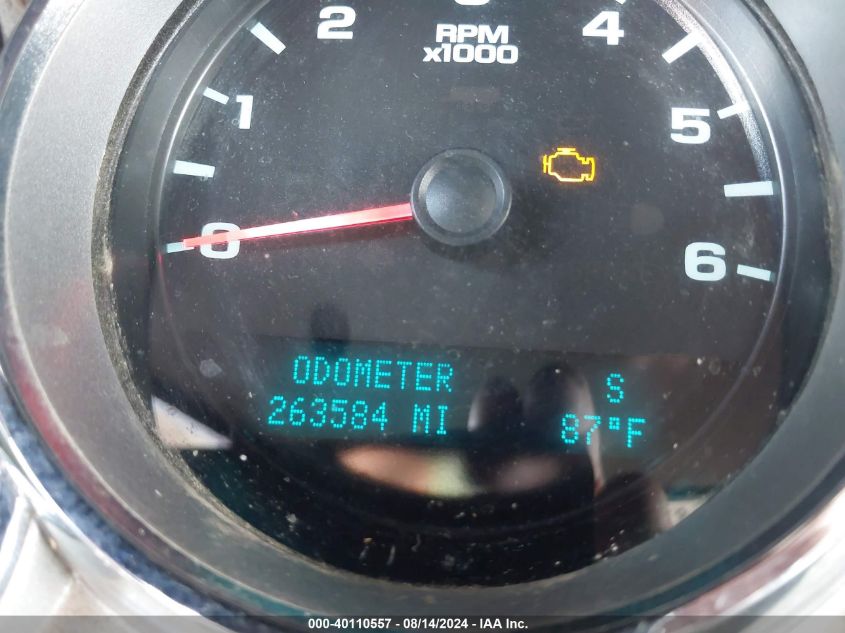 2 3 4
RPM
x1000
1 5
0 6
ODOMETER S
263584 MI 87°F
000-40110557 - 08/14/2024 - IAA Inc.